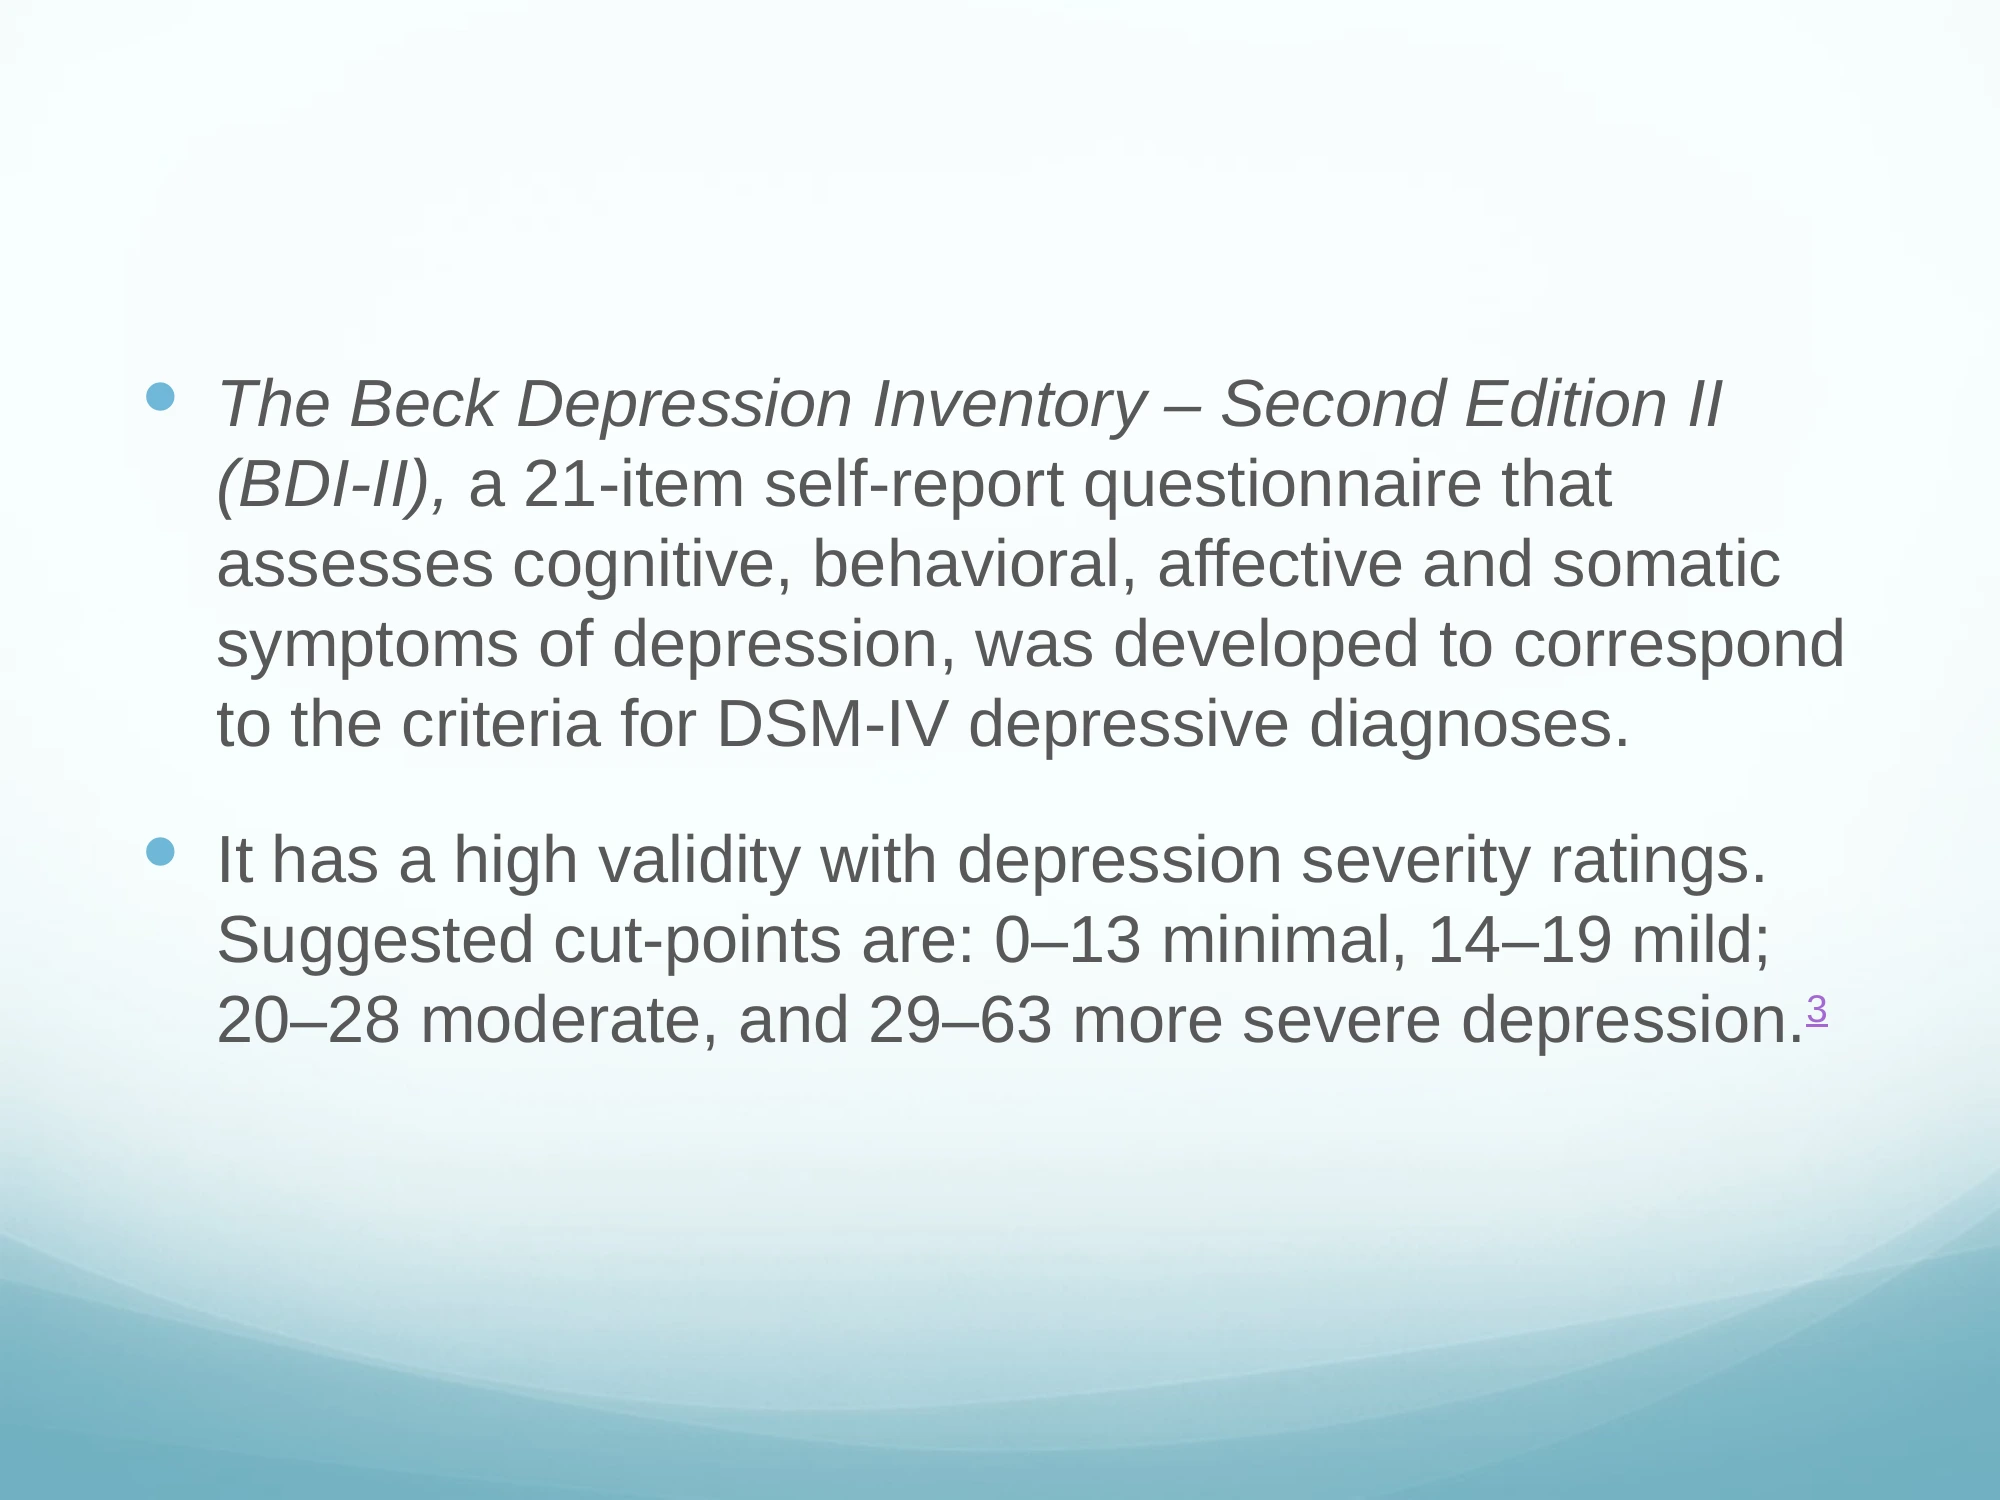 The Beck Depression Inventory – Second Edition II
(BDI-II), a 21-item self-report questionnaire that
assesses cognitive, behavioral, affective and somatic
symptoms of depression, was developed to correspond
to the criteria for DSM-IV depressive diagnoses.
It has a high validity with depression severity ratings.
Suggested cut-points are: 0–13 minimal, 14–19 mild;
20–28 moderate, and 29–63 more severe depression.3